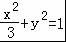 x²/3 + y² = 1